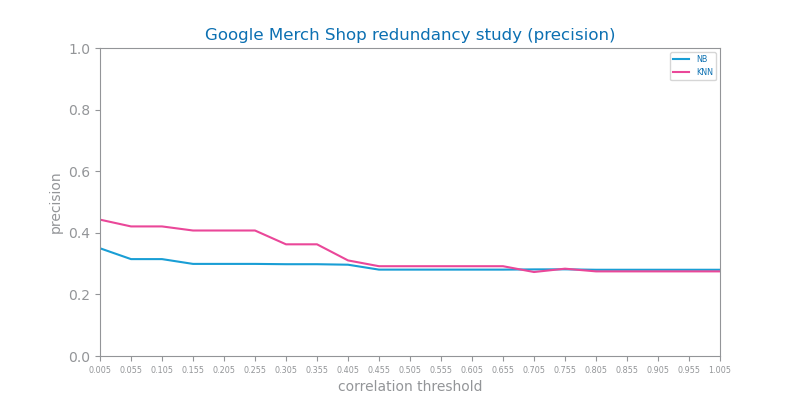 Google Merch Shop redundancy study (precision)
NB
KNN
1.0
0.8
0.6
0.4
0.2
0.0
precision
0.005 0.055 0.105 0.155 0.205 0.255 0.305 0.355 0.405 0.455 0.505 0.555 0.605 0.655 0.705 0.755 0.805 0.855 0.905 0.955 1.005
correlation threshold